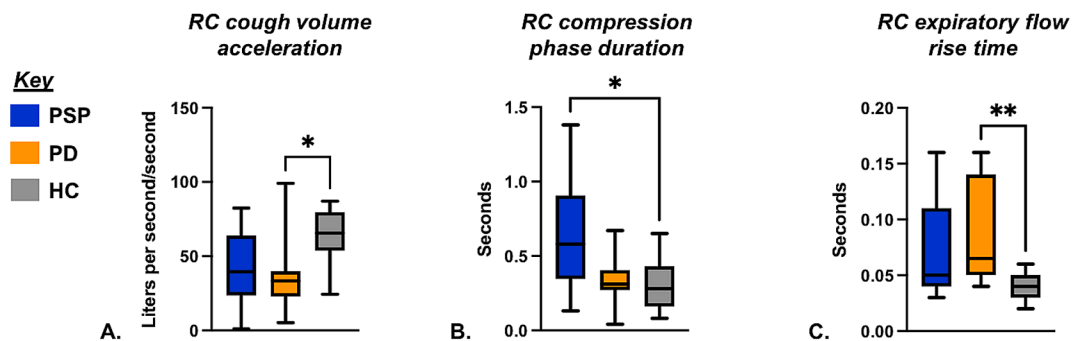 RC cough volume
acceleration
RC compression
phase duration
RC expiratory flow
rise time
Key
PSP
PD
HC
Liters per second/second
150
100
50
0
*
A.
Seconds
1.5
1.0
0.5
0.0
*
B.
Seconds
0.20
0.15
0.10
0.05
0.00
**
C.